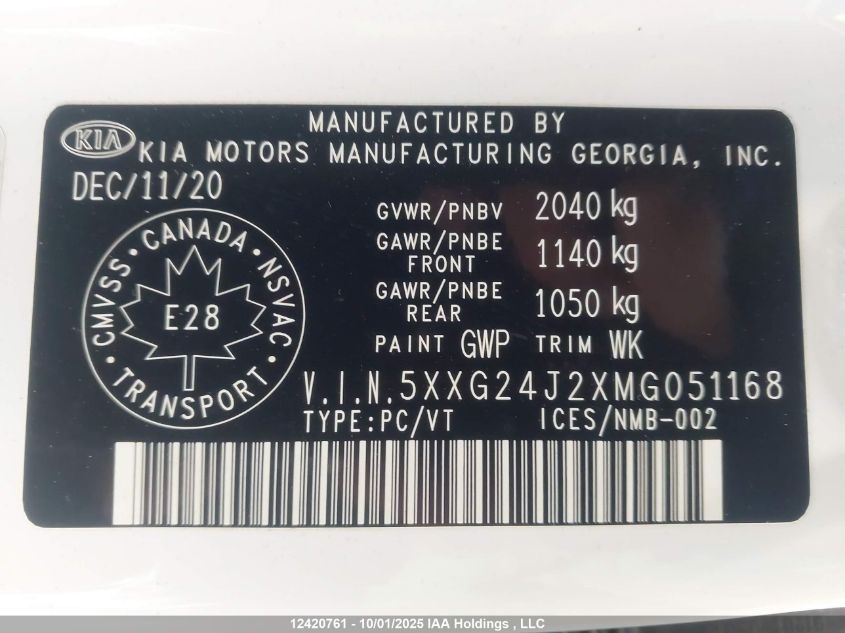 MANUFACTURED BY
KIA KIA MOTORS MANUFACTURING GEORGIA, INC.
DEC/11/20
GVWR/PNBV 2040 kg
GAWR/PNBE FRONT 1140 kg
GAWR/PNBE REAR 1050 kg
PAINT GWP TRIM WK
CMVSS • CANADA • NSVAC • TRANSPORT •
E28
V.I.N.5XXG24J2XMG051168
TYPE:PC/VT ICES/NMB-002
12420761 - 10/01/2025 IAA Holdings , LLC